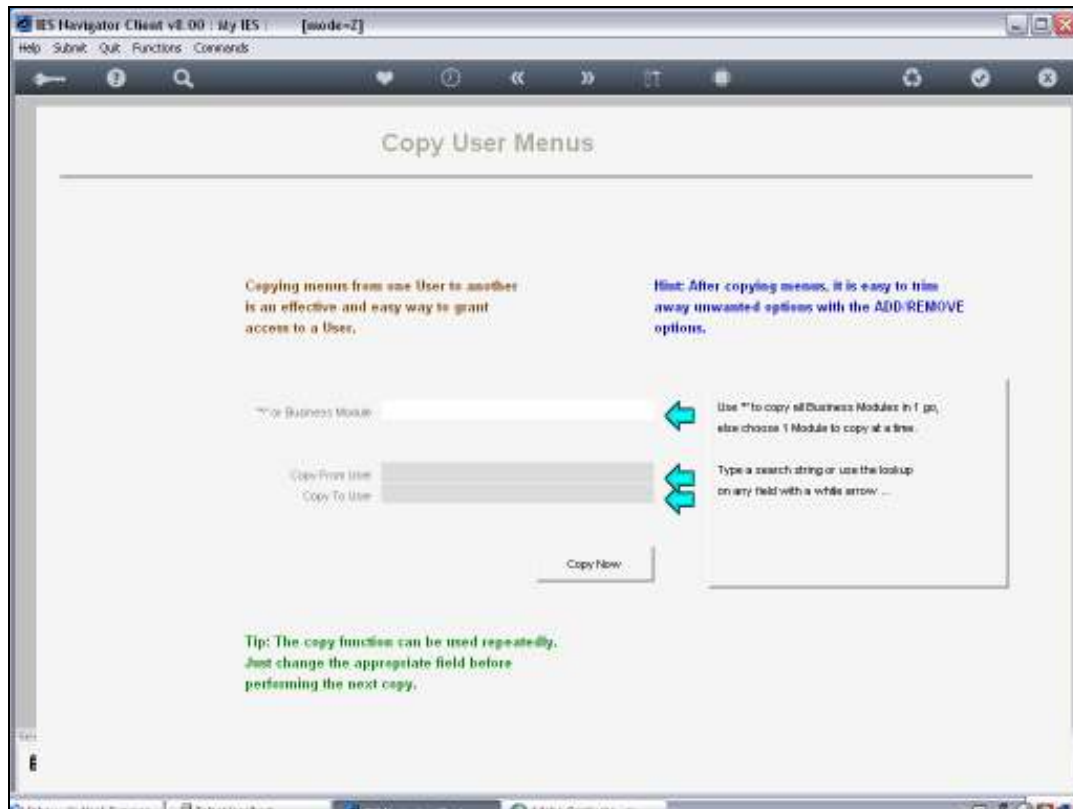 IES Navigator Client v8.00 : My IES : [mode=Z]
Help Submit Quit Functions Commands
Copy User Menus
Copying menus from one User to another
is an effective and easy way to grant
access to a User.
Hint: After copying menus, it is easy to trim
away unwanted options with the ADD/REMOVE
options.
'*' or Business Module
Use '*' to copy all Business Modules in 1 go,
else choose 1 Module to copy at a time.
Copy From User
Copy To User
Type a search string or use the lookup
on any field with a while arrow ...
Copy Now
Tip: The copy function can be used repeatedly.
Just change the appropriate field before
performing the next copy.